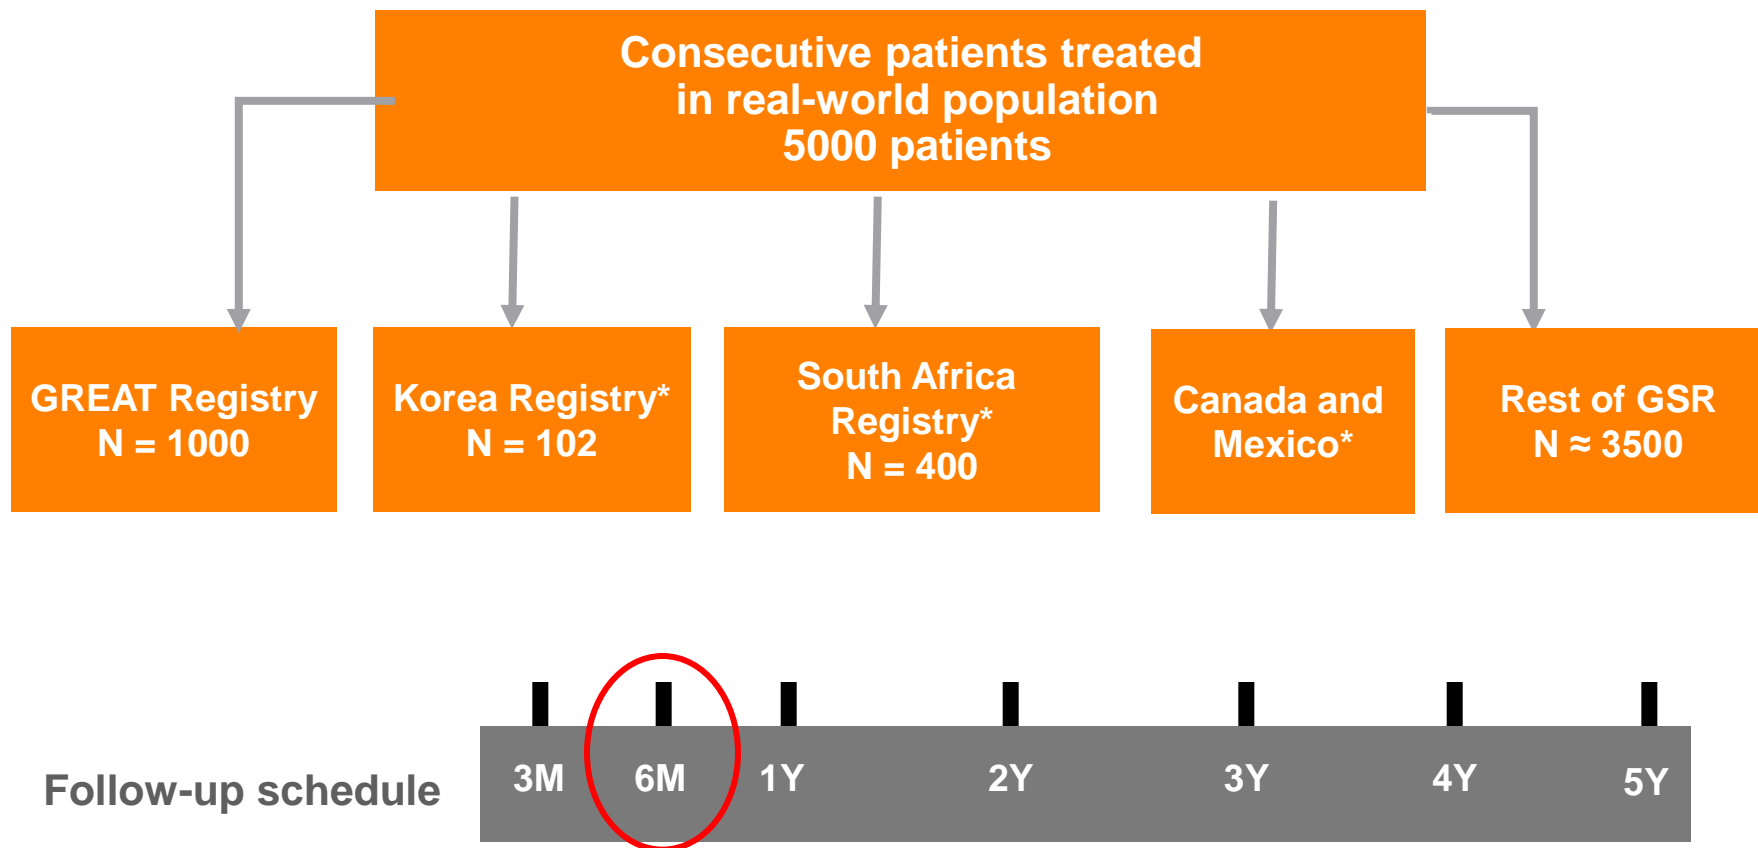 Consecutive patients treated
in real-world population
5000 patients
GREAT Registry
N = 1000
Korea Registry*
N = 102
South Africa
Registry*
N = 400
Canada and
Mexico*
Rest of GSR
N ≈ 3500
Follow-up schedule
3M
6M
1Y
2Y
3Y
4Y
5Y